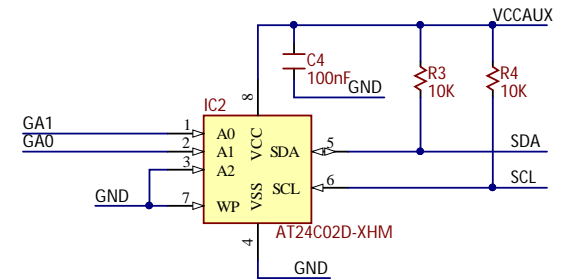 VCCAUX
C4
100nF
GND
R3
10K
R4
10K
8
IC2
GA1
1
A0
VCC
GA0
2
A1
SDA
5
SDA
3
A2
6
SCL
SCL
GND
7
WP
VSS
AT24C02D-XHM
4
GND